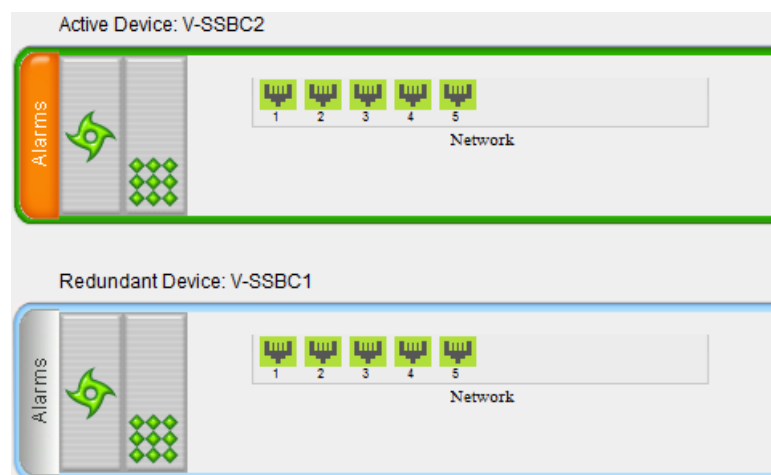 Active Device: V-SSBC2
Alarms
1 2 3 4 5
Network
Redundant Device: V-SSBC1
Alarms
1 2 3 4 5
Network